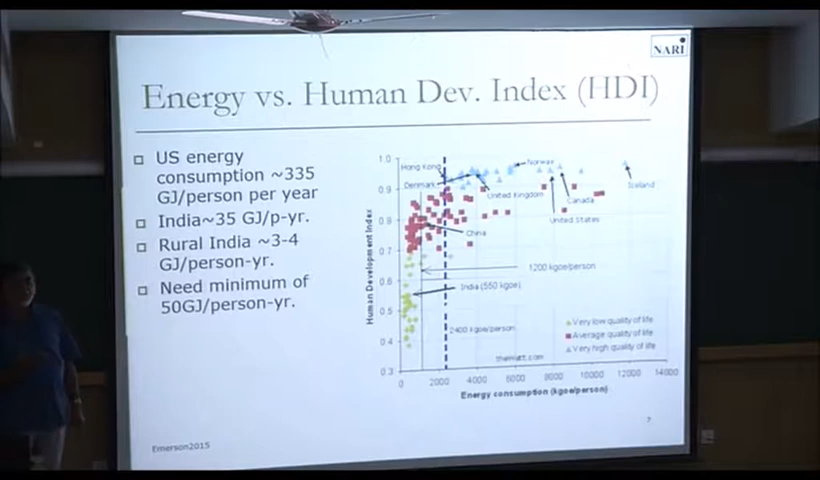 NARI
Energy vs. Human Dev. Index (HDI)
US energy
consumption ~335
GJ/person per year
India~35 GJ/p-yr.
Rural India ~3-4
GJ/person-yr.
Need minimum of
50GJ/person-yr.
Human Development Index
1.0
0.9
0.8
0.7
0.6
0.5
0.4
0.3
Hong Kong
Norway
Denmark
United Kingdom
Iceland
Canada
United States
China
1200 kgoe/person
India (550 kgoe)
2400 kgoe/person
Very low quality of life
Average quality of life
Very high quality of life
thewatt.com
0
2000
4000
6000
8000
10000
12000
14000
Energy consumption (kgoe/person)
7
Emerson2015